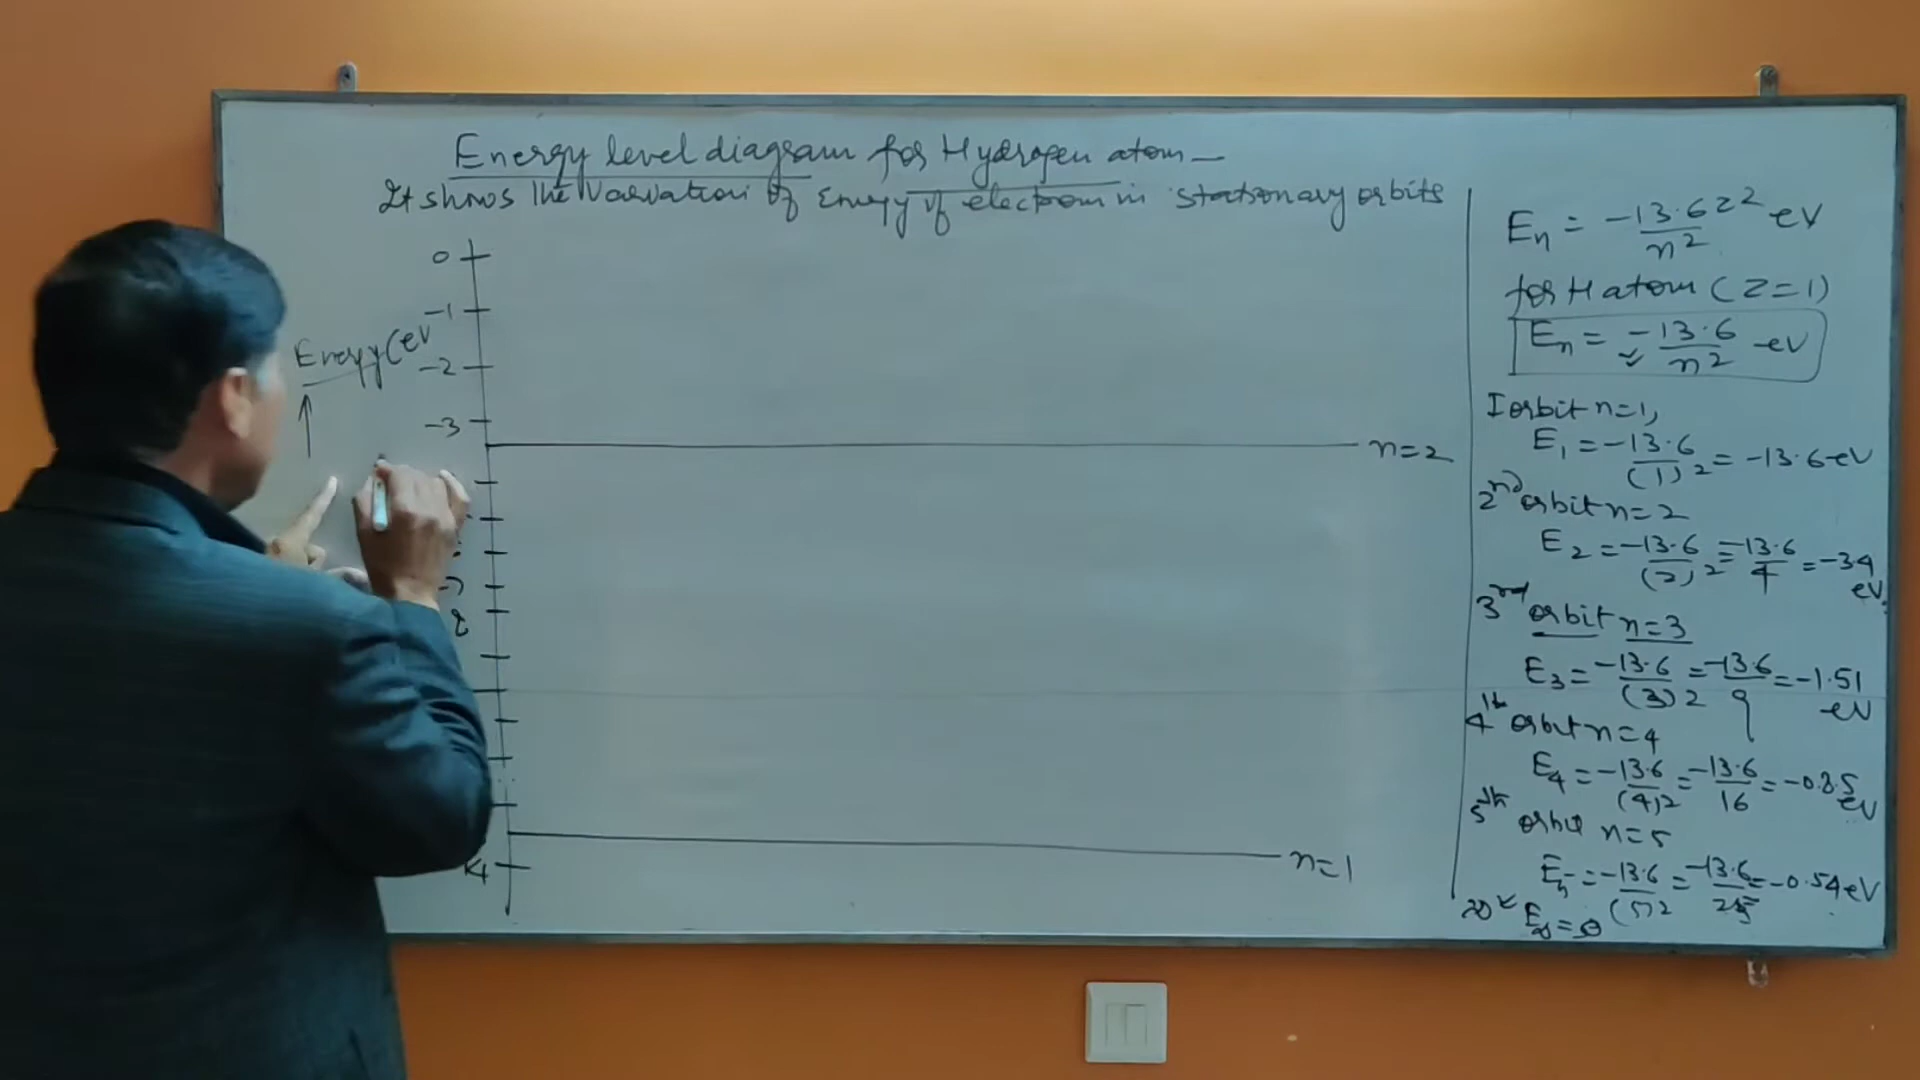 Energy level diagram for Hydrogen atom —
It shows the Variation of Energy of electron in stationary orbits
0
-1
Energy (eV
-2
-3
n=2
-7
8
n=1
En = -13.6z²/n² eV
for H atom (Z=1)
En = -13.6/n² eV
I orbit n=1,
E1 = -13.6/(1)2 = -13.6 eV
2nd orbit n=2
E2 = -13.6/(2)2 = -13.6/4 = -34 eV
3rd orbit n=3
E3 = -13.6/(3)2 = -13.6/9 = -1.51 eV
4th orbit n=4
E4 = -13.6/(4)2 = -13.6/16 = -0.85 eV
5th orbit n=5
E5 = -13.6/(5)2 = -13.6/25 = -0.54 eV
E∞ = 0